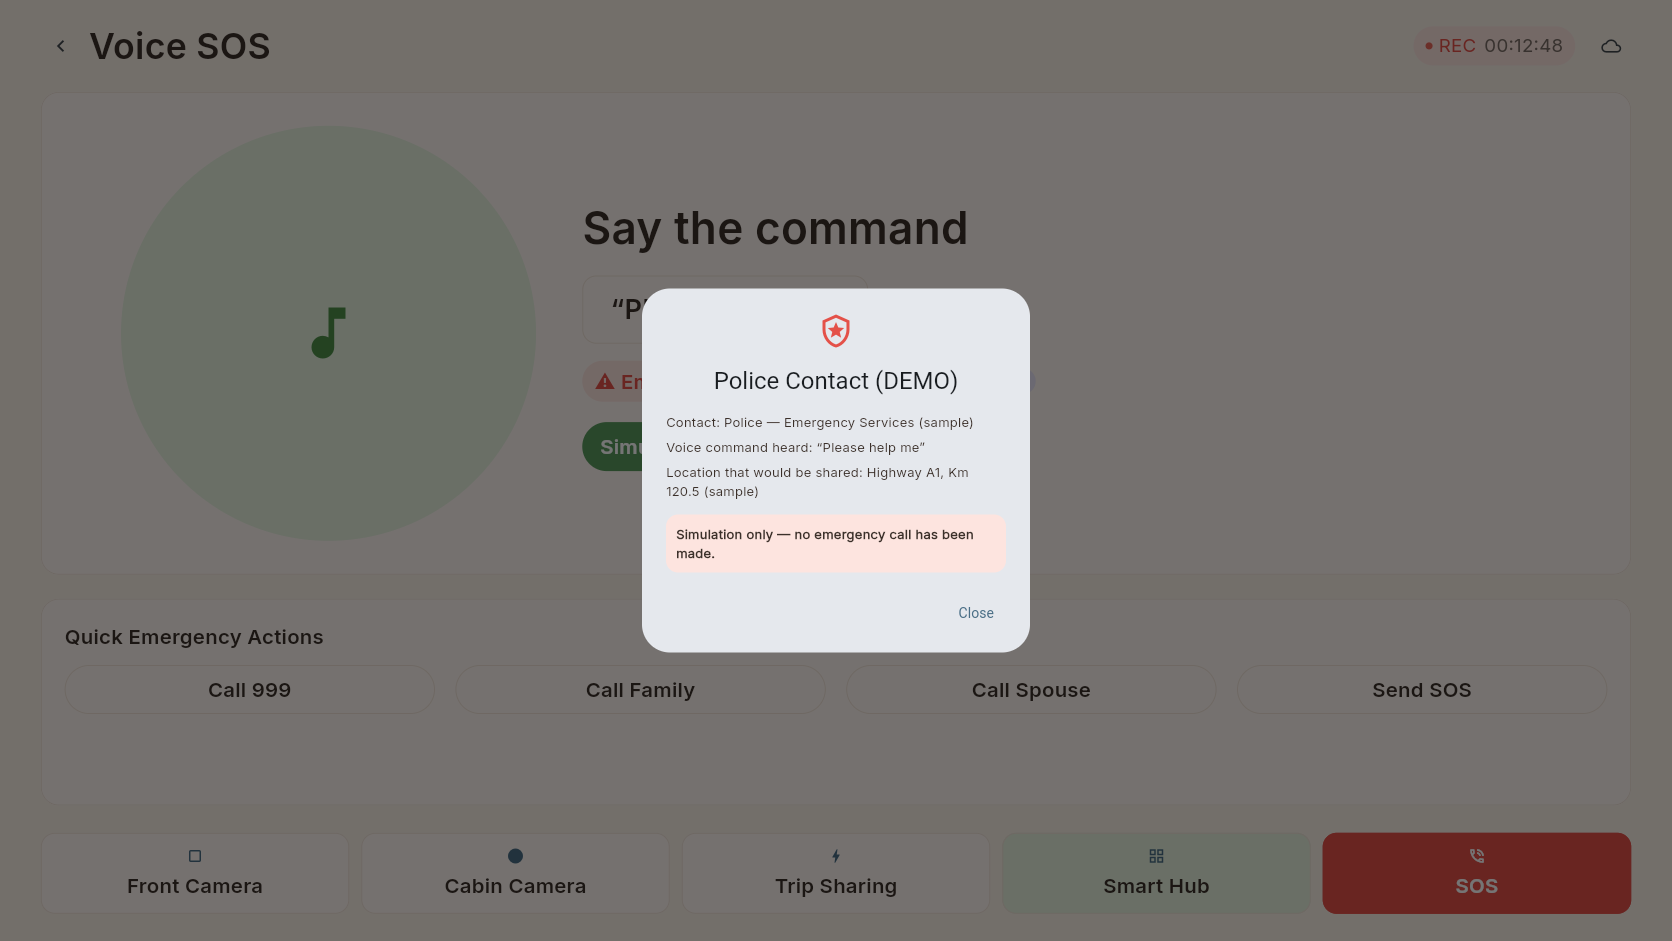 Voice SOS
REC 00:12:48
Say the command
Police Contact (DEMO)
Contact: Police — Emergency Services (sample)
Voice command heard: “Please help me”
Location that would be shared: Highway A1, Km
120.5 (sample)
Simulation only — no emergency call has been
made.
Close
Quick Emergency Actions
Call 999
Call Family
Call Spouse
Send SOS
Front Camera
Cabin Camera
Trip Sharing
Smart Hub
SOS